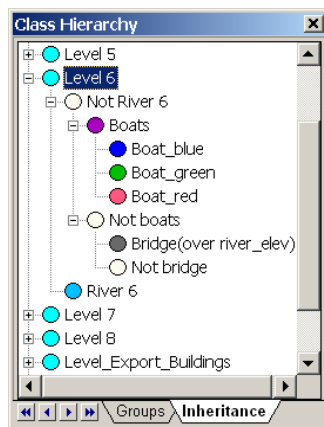 Class Hierarchy
Level 5
Level 6
Not River 6
Boats
Boat_blue
Boat_green
Boat_red
Not boats
Bridge(over river_elev)
Not bridge
River 6
Level 7
Level 8
Level_Export_Buildings
Groups Inheritance